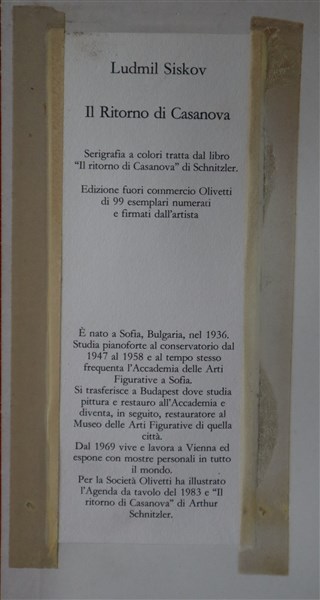 Ludmil Siskov
Il Ritorno di Casanova
Serigrafia a colori tratta dal libro
“Il ritorno di Casanova” di Schnitzler.
Edizione fuori commercio Olivetti
di 99 esemplari numerati
e firmati dall’artista
È nato a Sofia, Bulgaria, nel 1936.
Studia pianoforte al conservatorio dal
1947 al 1958 e al tempo stesso
frequenta l’Accademia delle Arti
Figurative a Sofia.
Si trasferisce a Budapest dove studia
pittura e restauro all’Accademia e
diventa, in seguito, restauratore al
Museo delle Arti Figurative di quella
città.
Dal 1969 vive e lavora a Vienna ed
espone con mostre personali in tutto
il mondo.
Per la Società Olivetti ha illustrato
l’Agenda da tavolo del 1983 e “Il
ritorno di Casanova” di Arthur
Schnitzler.